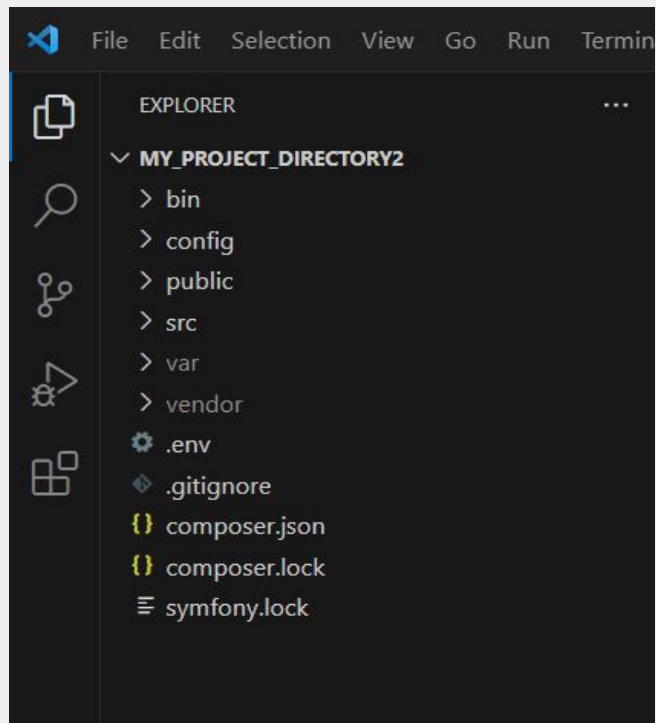 File Edit Selection View Go Run Termin
EXPLORER
MY_PROJECT_DIRECTORY2
bin
config
public
src
var
vendor
.env
.gitignore
composer.json
composer.lock
symfony.lock